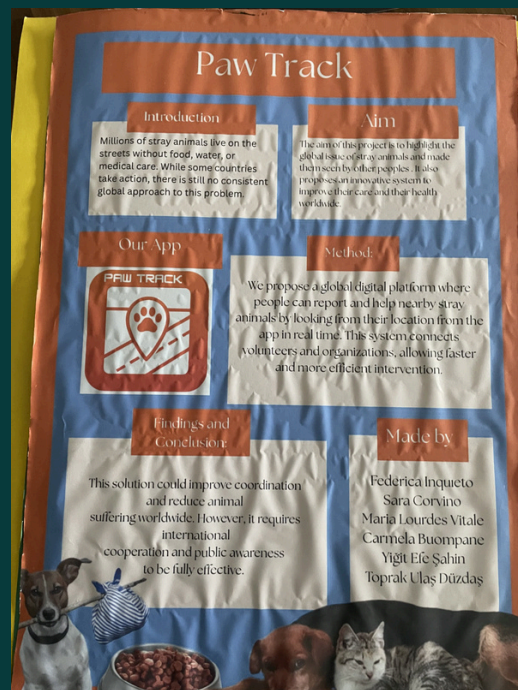 Paw Track
Introduction
Millions of stray animals live on the
streets without food, water, or
medical care. While some countries
take action, there is still no consistent
global approach to this problem.
Aim
The aim of this project is to highlight the
global issue of stray animals and made
them seen by other peoples . It also
proposes an innovative system to
improve their care and their health
worldwide.
Our App
PAW TRACK
Method:
We propose a global digital platform where
people can report and help nearby stray
animals by looking from their location from the
app in real time. This system connects
volunteers and organizations, allowing faster
and more efficient intervention.
Findings and
Conclusion:
This solution could improve coordination
and reduce animal
suffering worldwide. However, it requires
international
cooperation and public awareness
to be fully effective.
Made by
Federica Inquieto
Sara Corvino
Maria Lourdes Vitale
Carmela Buompane
Yiğit Efe Şahin
Toprak Ulaş Düzdaş